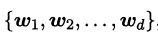 {w₁, w₂, . . . , w_d},